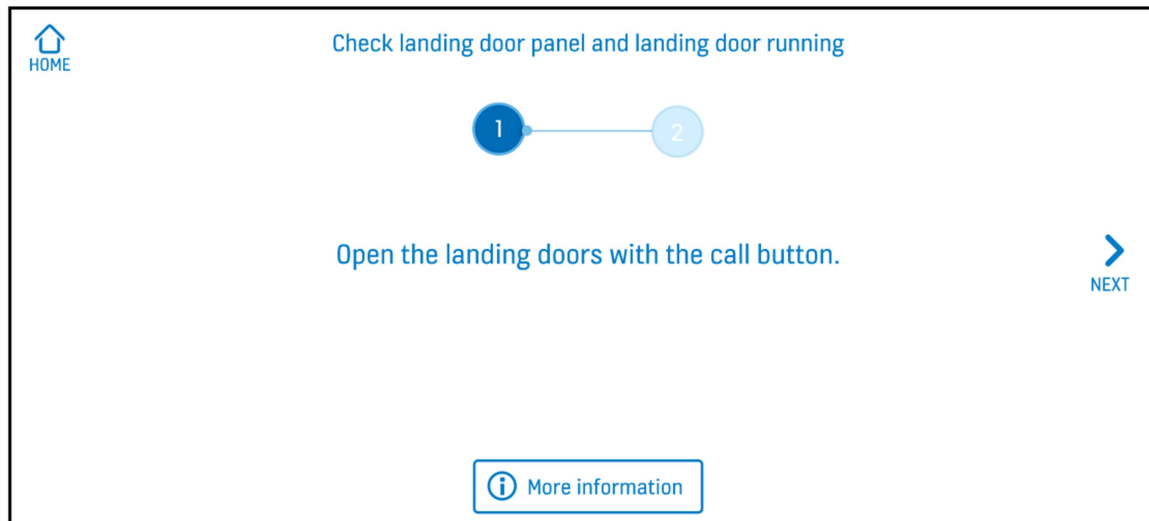 HOME
Check landing door panel and landing door running
1
2
Open the landing doors with the call button.
NEXT
More information